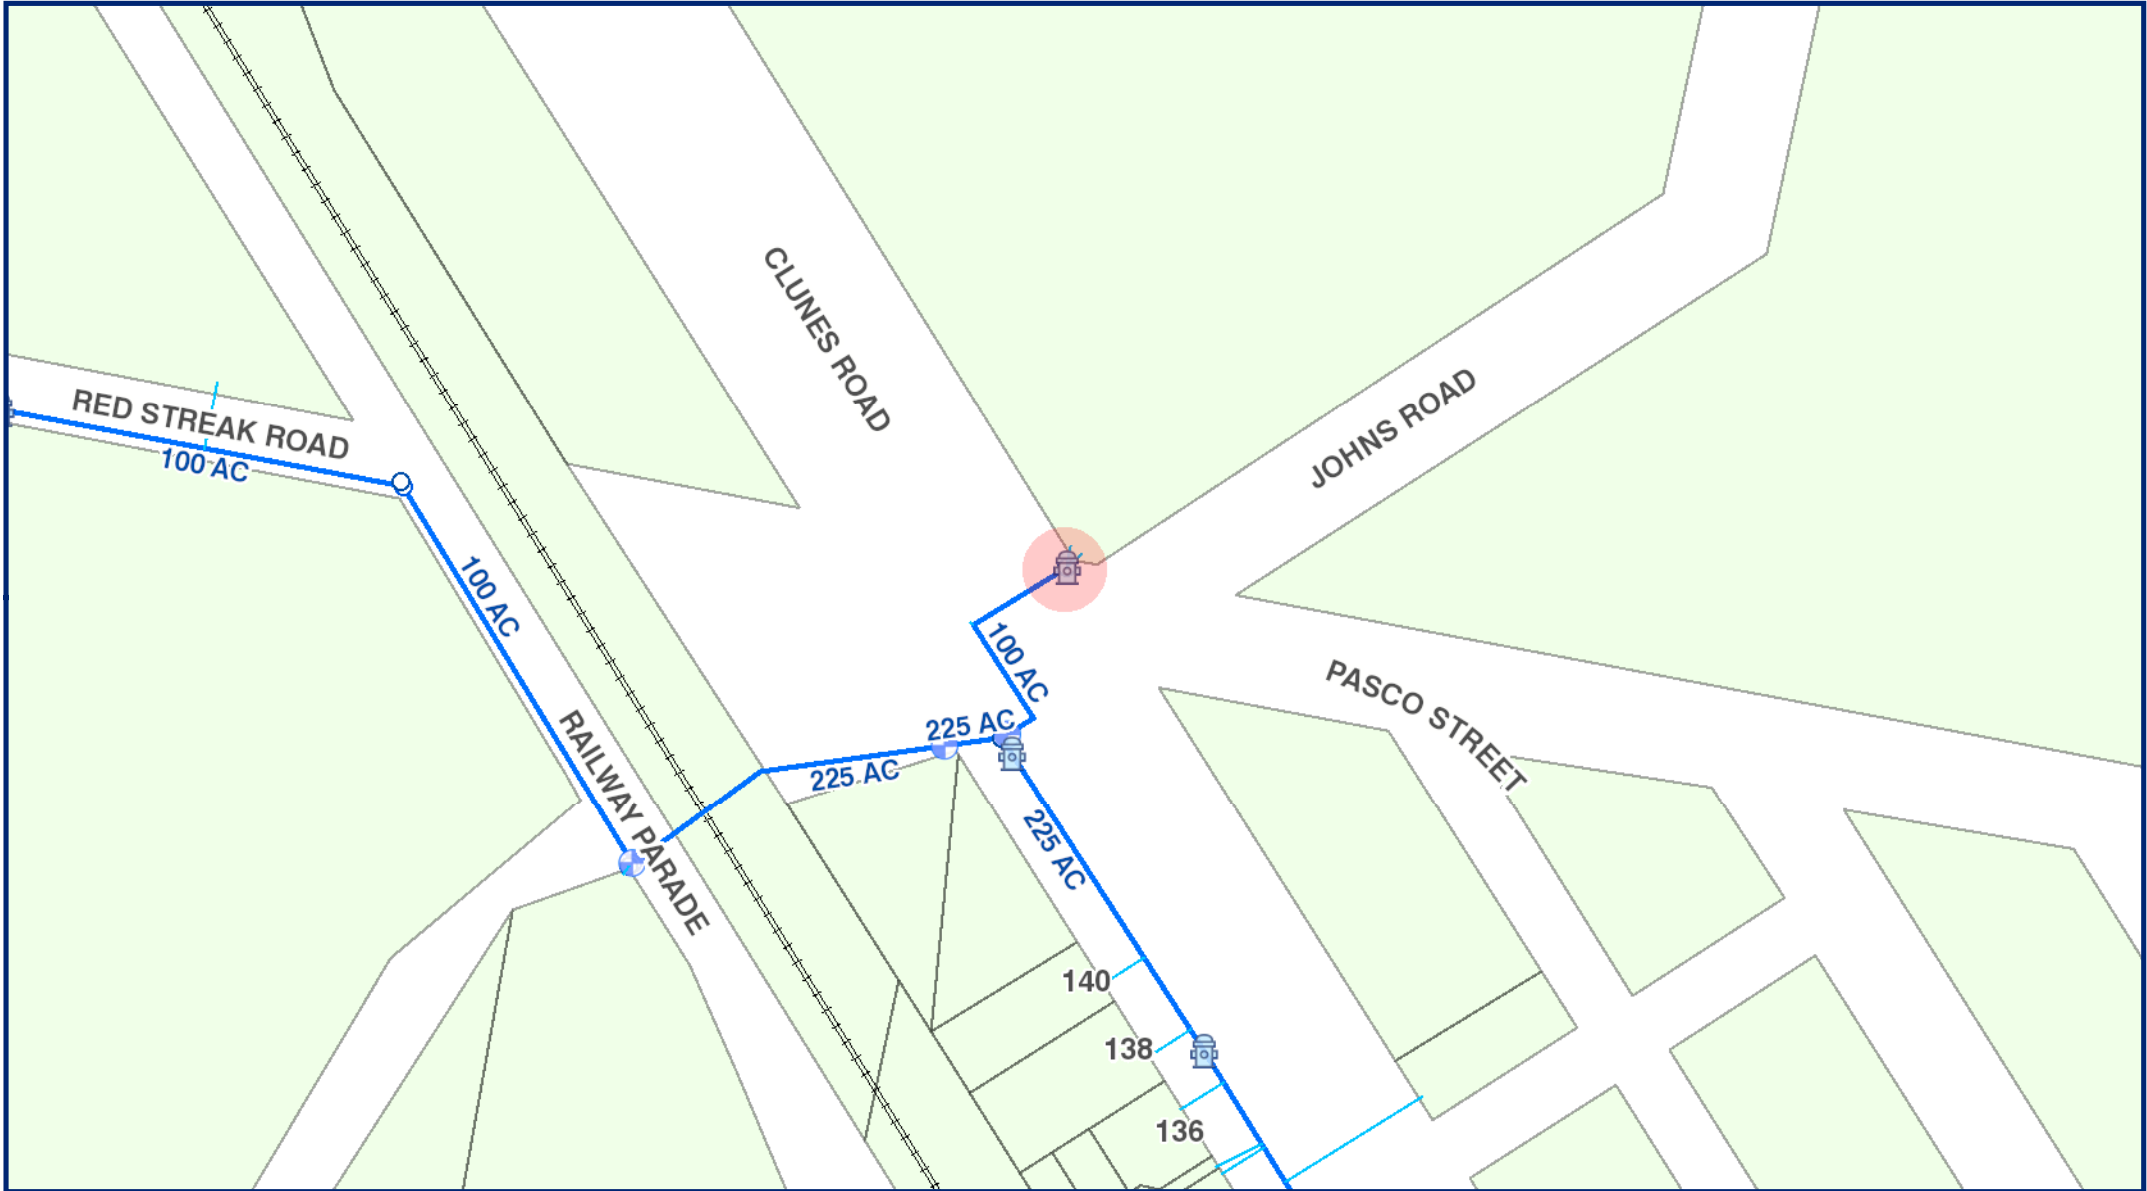 CLUNES ROAD
JOHNS ROAD
RED STREAK ROAD
100 AC
100 AC
100 AC
PASCO STREET
225 AC
225 AC
RAILWAY PARADE
225 AC
140
138
136